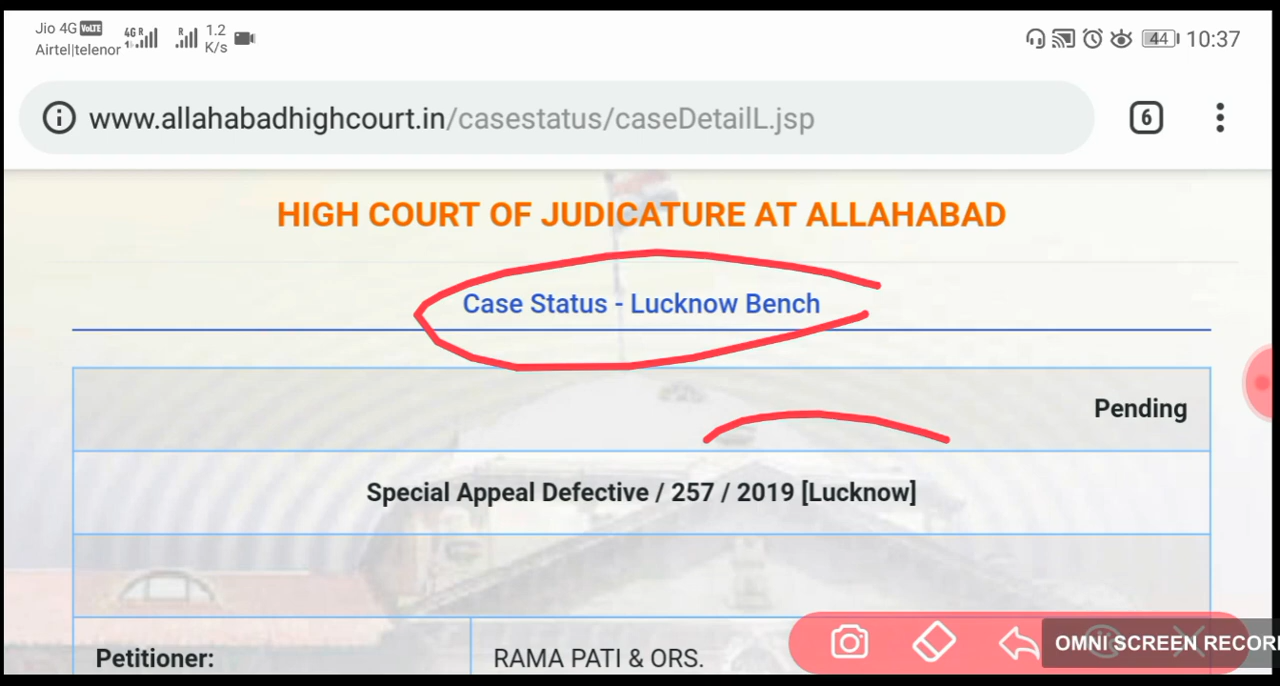 Jio 4G VoLTE
Airtel|telenor
4G R
R
1.2
K/s
44
10:37
www.allahabadhighcourt.in/casestatus/caseDetailL.jsp
6
HIGH COURT OF JUDICATURE AT ALLAHABAD
Case Status - Lucknow Bench
Pending
Special Appeal Defective / 257 / 2019 [Lucknow]
Petitioner:
RAMA PATI & ORS.
OMNI SCREEN RECOR